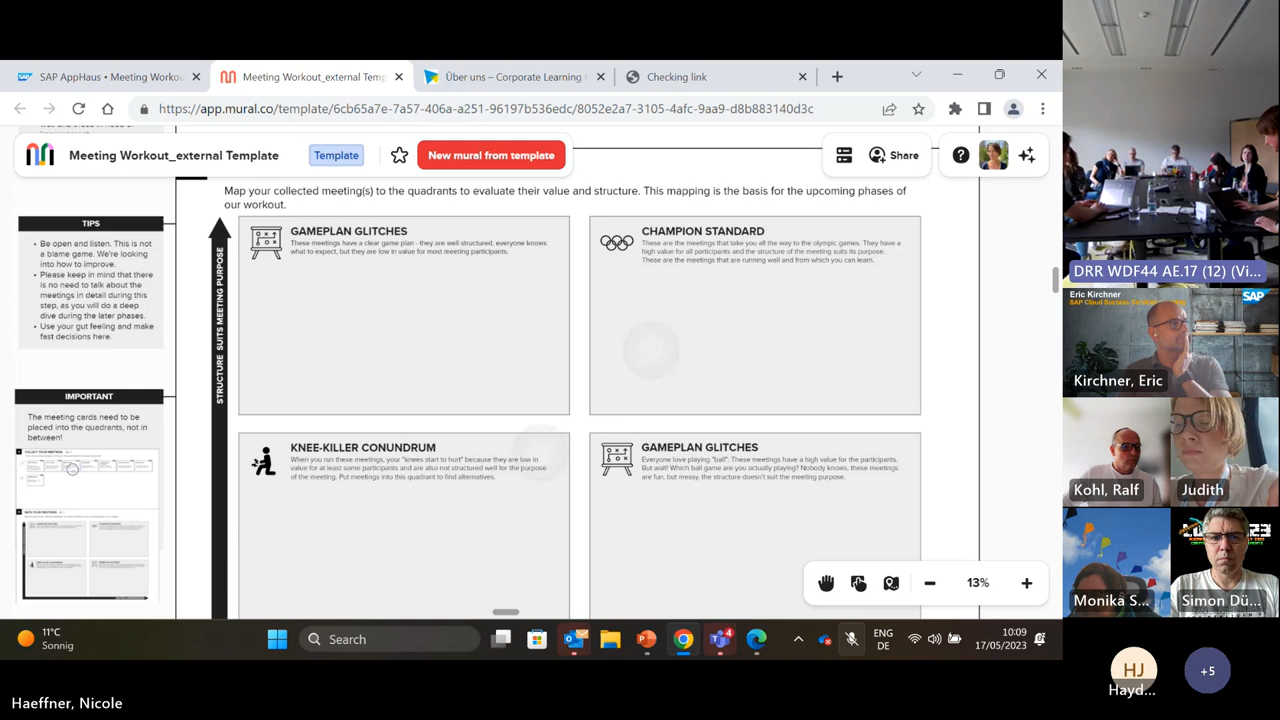 SAP AppHaus • Meeting Workou
Meeting Workout_external Temp
Über uns – Corporate Learning C
Checking link
https://app.mural.co/template/6cb65a7e-7a57-406a-a251-96197b536edc/8052e2a7-3105-4afc-9aa9-d8b883140d3c
Meeting Workout_external Template
Template
New mural from template
Share
Map your collected meeting(s) to the quadrants to evaluate their value and structure. This mapping is the basis for the upcoming phases of
our workout.
TIPS
• Be open and listen. This is not
a blame game. We're looking
into how to improve.
• Please keep in mind that there
is no need to talk about the
meetings in detail during this
step, as you will do a deep
dive during the later phases.
• Use your gut feeling and make
fast decisions here.
IMPORTANT
The meeting cards need to be
placed into the quadrants, not in
between!
STRUCTURE SUITS MEETING PURPOSE
GAMEPLAN GLITCHES
These meetings have a clear game plan - they are well structured, everyone knows
what to expect, but they are low in value for most meeting participants.
CHAMPION STANDARD
These are the meetings that take you all the way to the olympic games. They have a
high value for all participants and the structure of the meeting suits its purpose.
These are the meetings that are running well and from which you can learn.
KNEE-KILLER CONUNDRUM
When you run these meetings, your "knees start to hurt" because they are low in
value for at least some participants and are also not structured well for the purpose
of the meeting. Put meetings into this quadrant to find alternatives.
GAMEPLAN GLITCHES
Everyone love playing "ball": These meetings have a high value for the participants.
But wait! Which ball game are you actually playing? Nobody knows, these meetings
are fun, but messy, the structure doesn't suit the meeting purpose.
13%
11°C
Sonnig
Search
4
ENG
DE
10:09
17/05/2023
Haeffner, Nicole
DRR WDF44 AE.17 (12) (Vi...
Eric Kirchner
SAP Cloud Success Services
SAP
Kirchner, Eric
Kohl, Ralf
Judith
Monika S...
Simon Dü...
HJ
Hayd...
+5